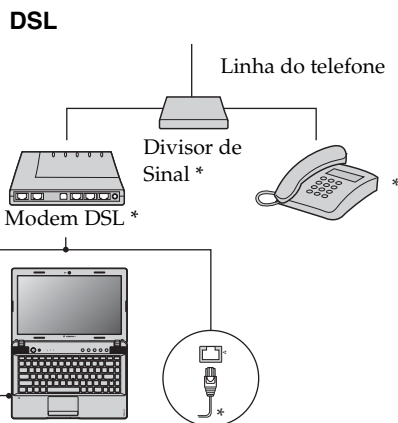 DSL
Linha do telefone
Divisor de
Sinal *
*
Modem DSL *
*